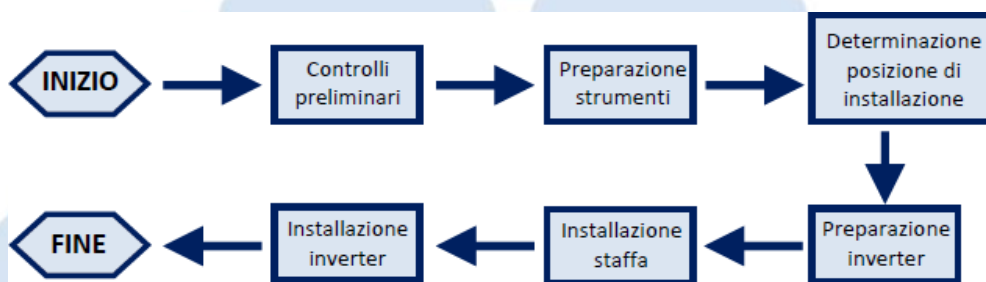 INIZIO
Controlli
preliminari
Preparazione
strumenti
Determinazione
posizione di
installazione
Preparazione
inverter
Installazione
staffa
Installazione
inverter
FINE